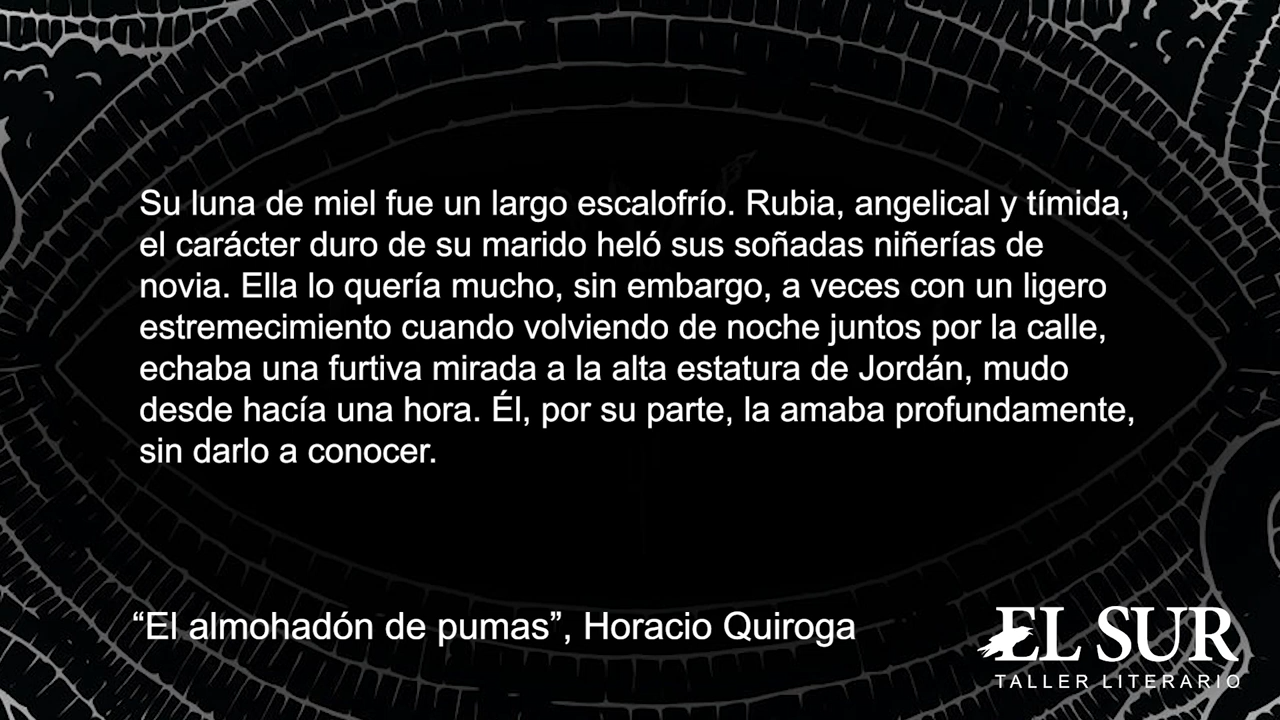 Su luna de miel fue un largo escalofrío. Rubia, angelical y tímida,
el carácter duro de su marido heló sus soñadas niñerías de
novia. Ella lo quería mucho, sin embargo, a veces con un ligero
estremecimiento cuando volviendo de noche juntos por la calle,
echaba una furtiva mirada a la alta estatura de Jordán, mudo
desde hacía una hora. Él, por su parte, la amaba profundamente,
sin darlo a conocer.
“El almohadón de pumas”, Horacio Quiroga
EL SUR
TALLER LITERARIO